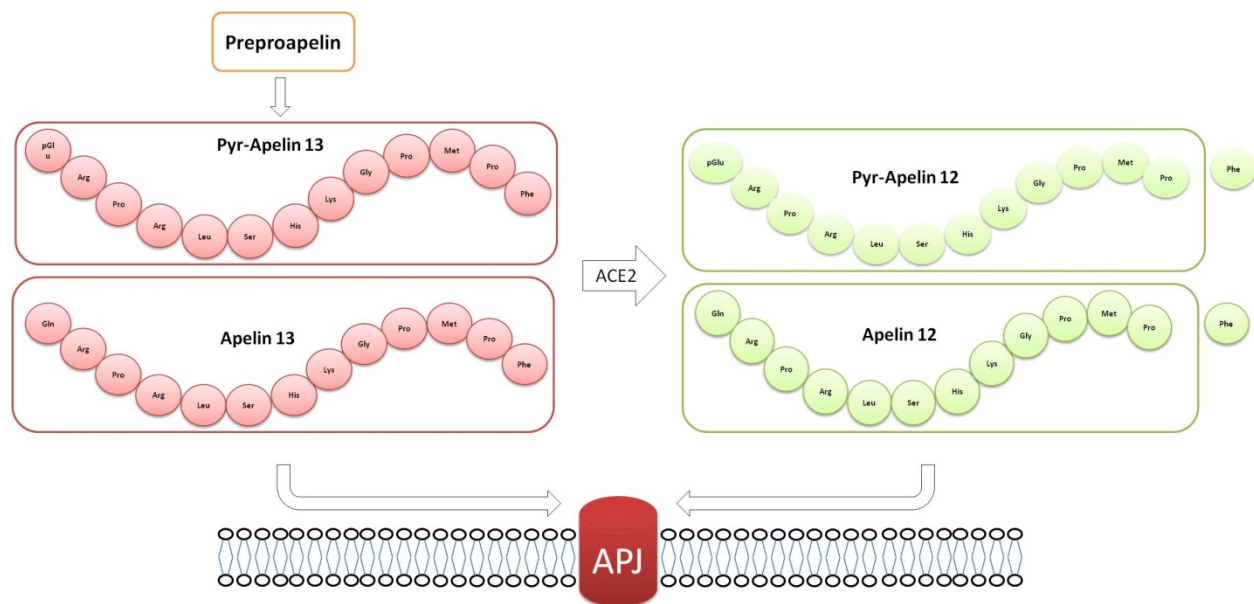 Preproapelin
Pyr-Apelin 13
pGl
u
Arg
Pro
Arg
Leu
Ser
His
Lys
Gly
Pro
Met
Pro
Phe
Apelin 13
Gln
Arg
Pro
Arg
Leu
Ser
His
Lys
Gly
Pro
Met
Pro
Phe
ACE2
Pyr-Apelin 12
pGlu
Arg
Pro
Arg
Leu
Ser
His
Lys
Gly
Pro
Met
Pro
Phe
Apelin 12
Gln
Arg
Pro
Arg
Leu
Ser
His
Lys
Gly
Pro
Met
Pro
Phe
APJ